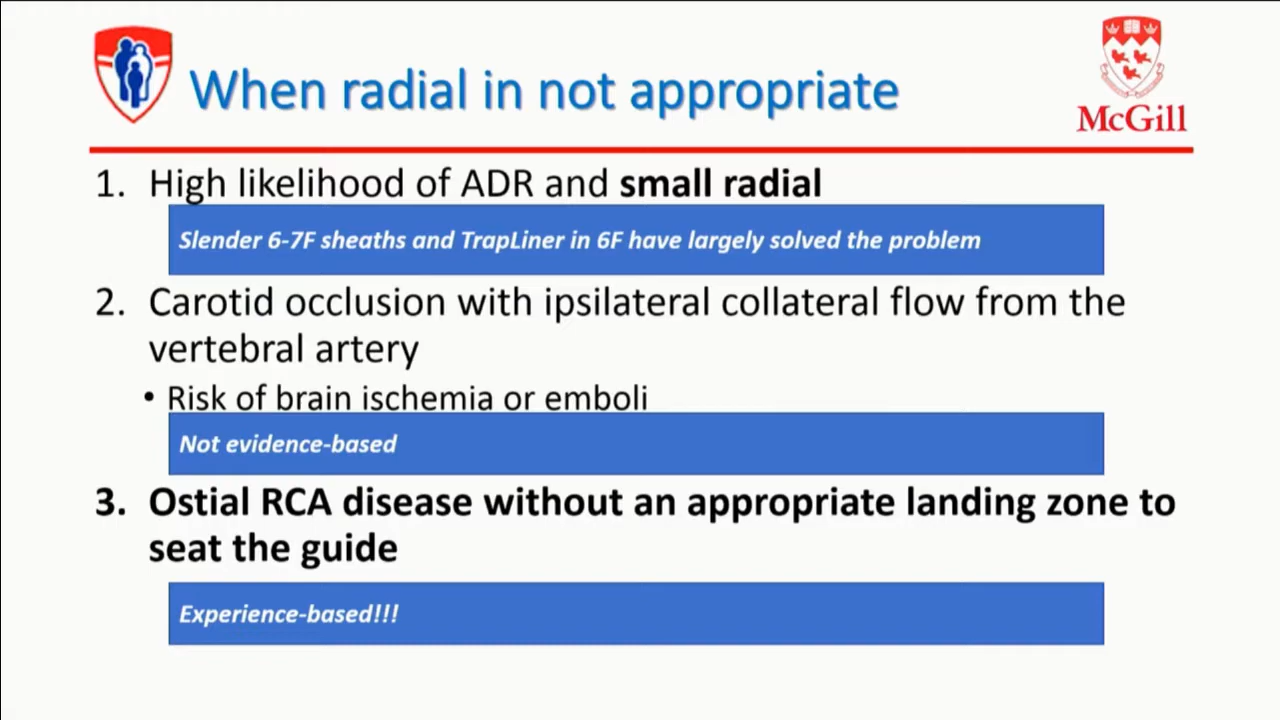 When radial in not appropriate
McGill
1. High likelihood of ADR and small radial
Slender 6-7F sheaths and TrapLiner in 6F have largely solved the problem
2. Carotid occlusion with ipsilateral collateral flow from the
vertebral artery
• Risk of brain ischemia or emboli
Not evidence-based
3. Ostial RCA disease without an appropriate landing zone to
seat the guide
Experience-based!!!